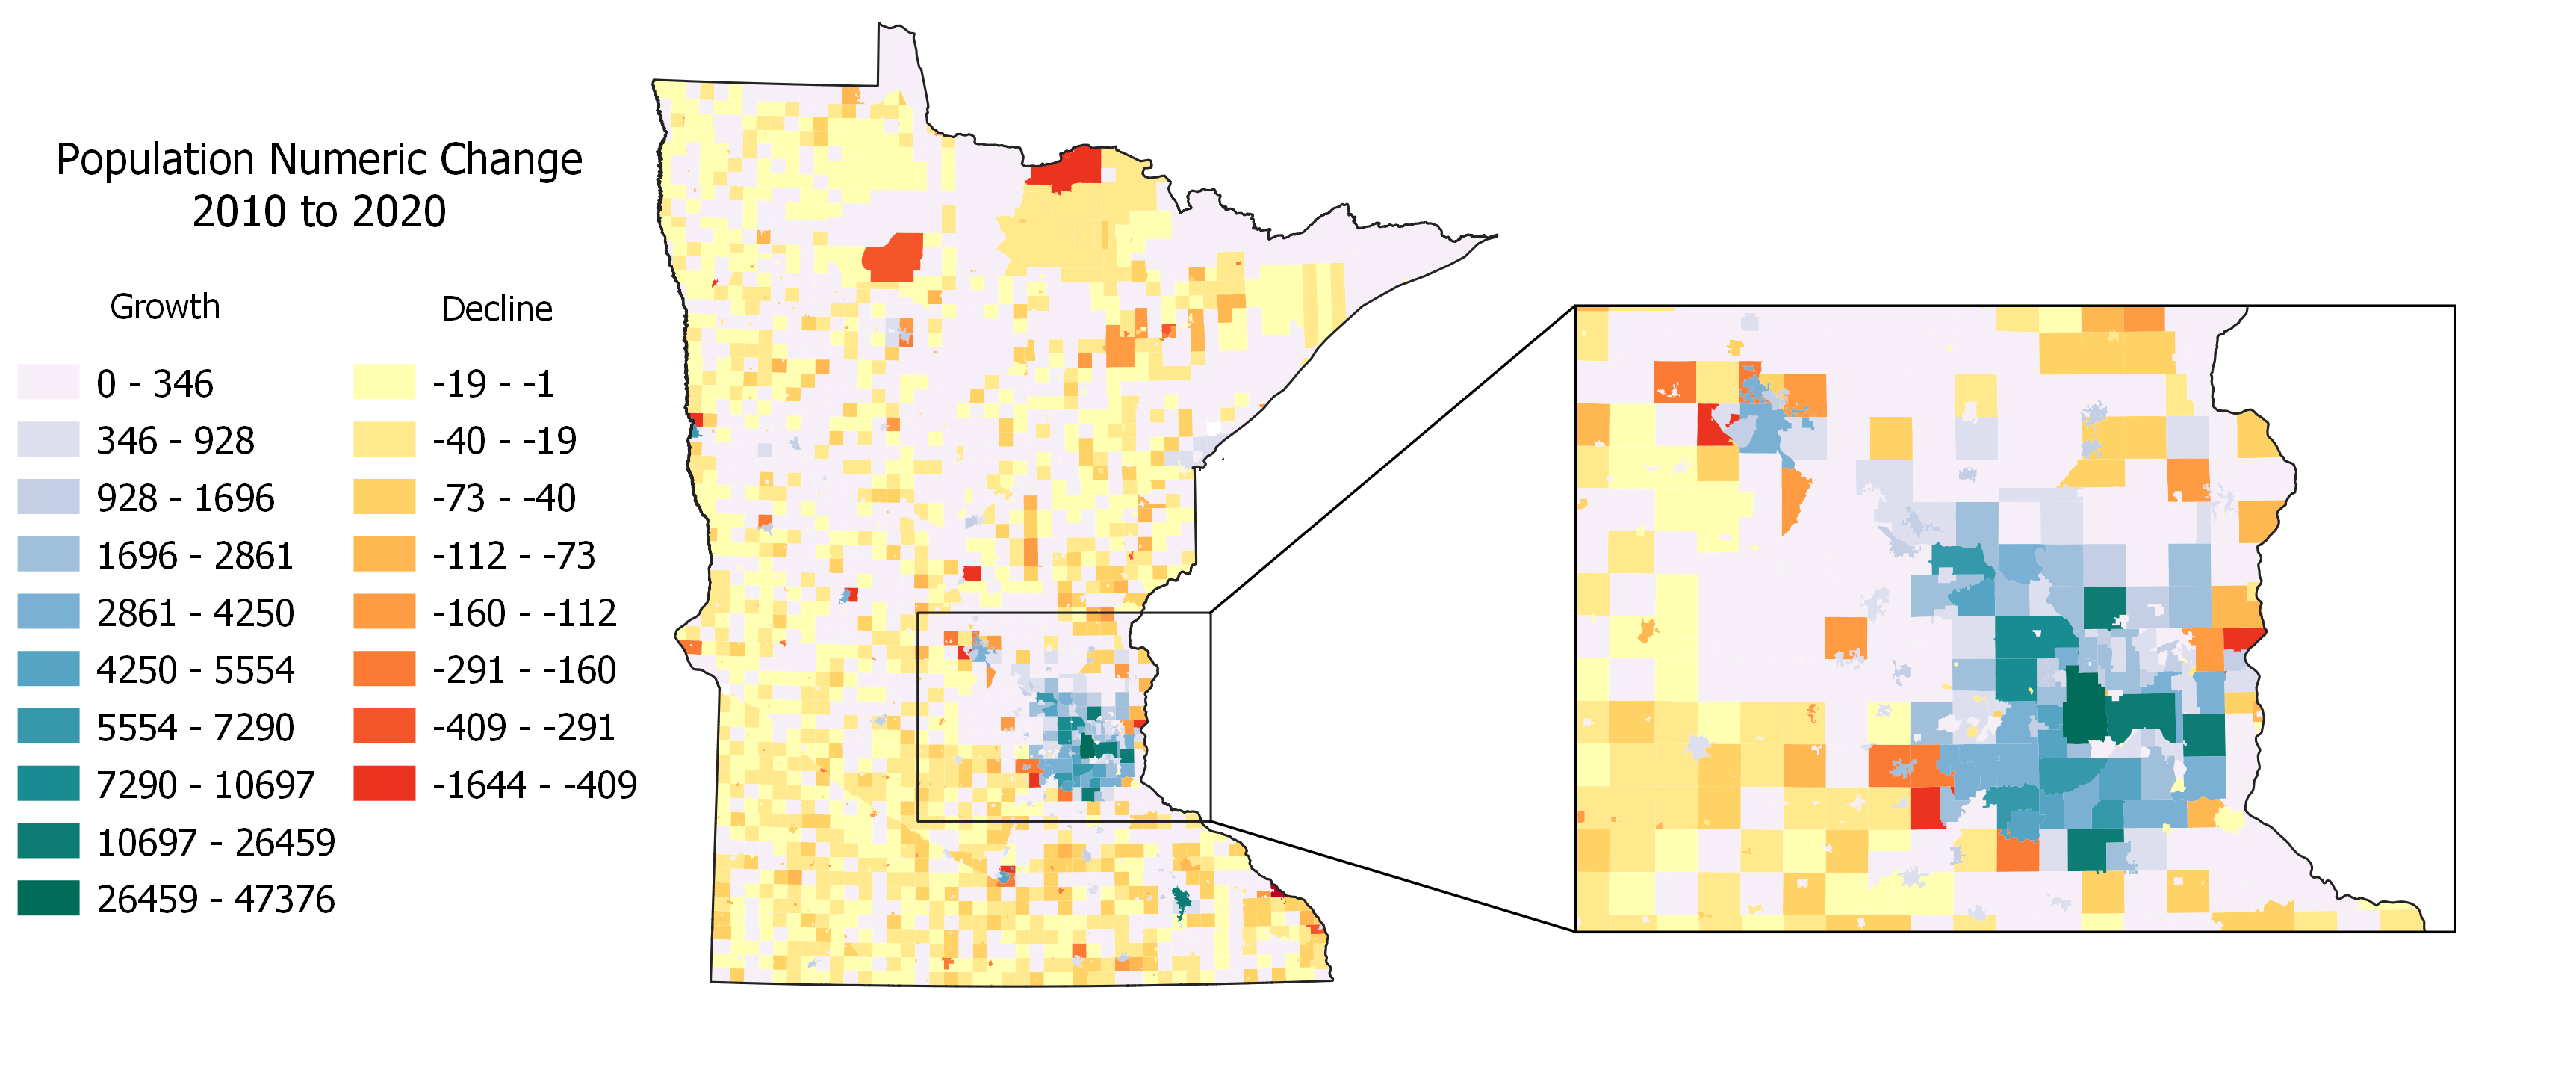 Population Numeric Change
2010 to 2020
Growth
0 - 346
346 - 928
928 - 1696
1696 - 2861
2861 - 4250
4250 - 5554
5554 - 7290
7290 - 10697
10697 - 26459
26459 - 47376
Decline
-19 - -1
-40 - -19
-73 - -40
-112 - -73
-160 - -112
-291 - -160
-409 - -291
-1644 - -409